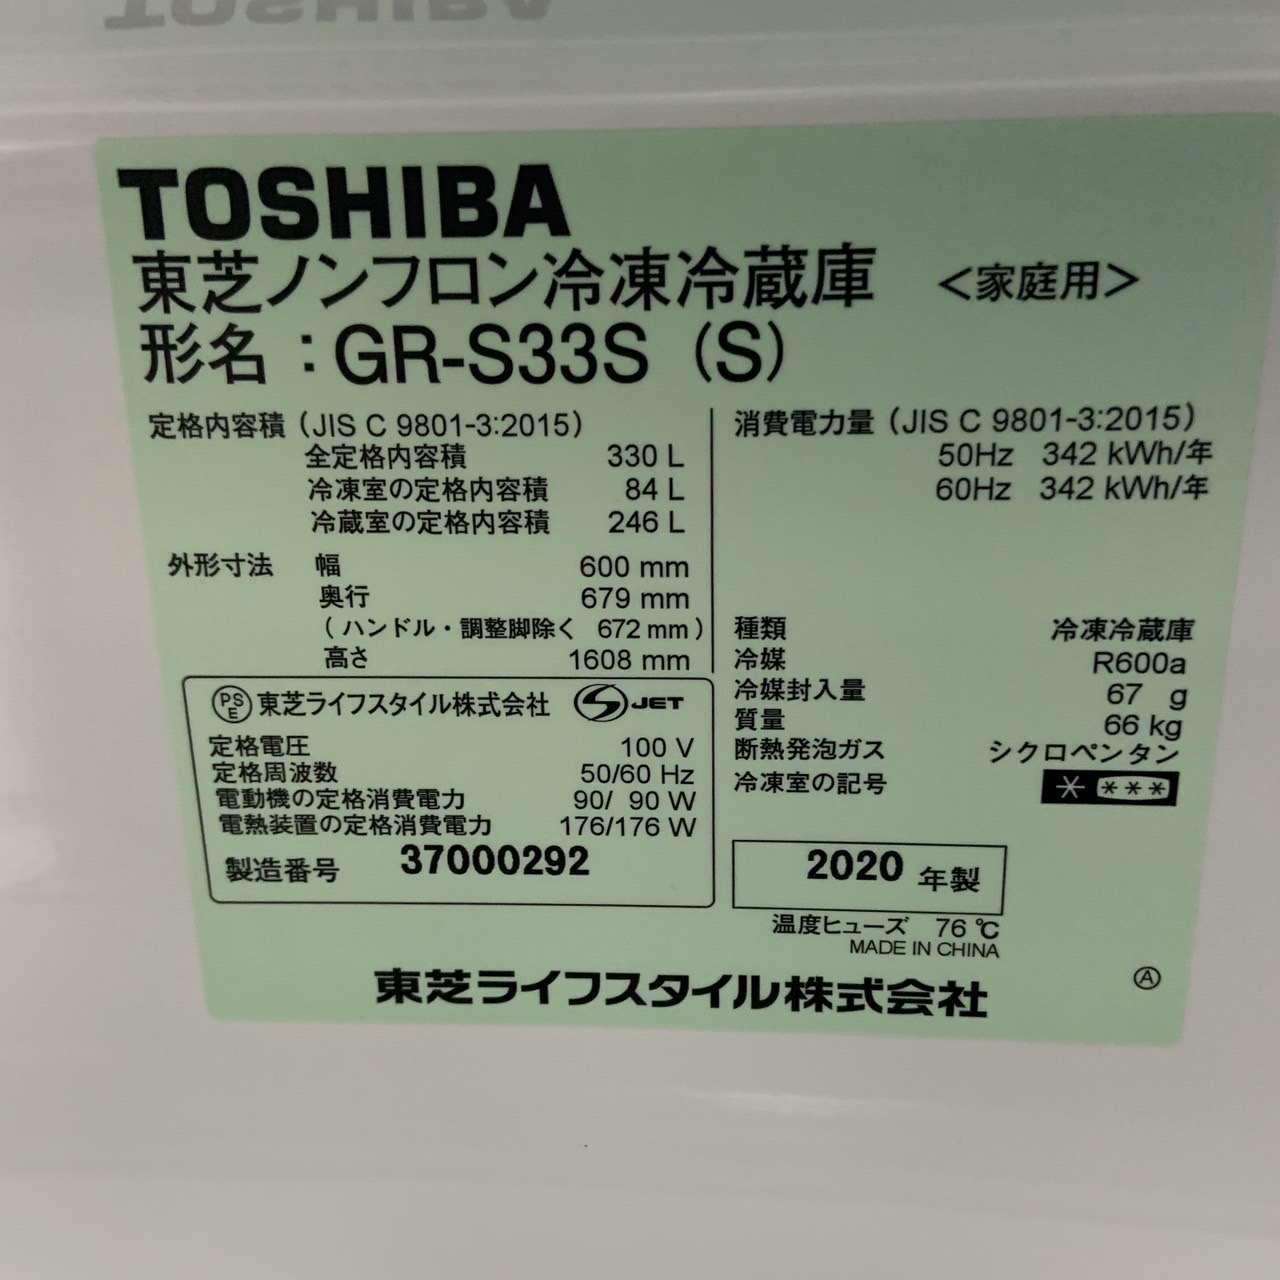 TOSHIBA
TOSHIBA
東芝ノンフロン冷凍冷蔵庫 <家庭用>
形名 : GR-S33S (S)
定格内容積 (JIS C 9801-3:2015)
全定格内容積 330 L
冷凍室の定格内容積 84 L
冷蔵室の定格内容積 246 L
外形寸法 幅 600 mm
奥行 679 mm
(ハンドル・調整脚除く 672 mm)
高さ 1608 mm
PSE 東芝ライフスタイル株式会社 S JET
定格電圧 100 V
定格周波数 50/60 Hz
電動機の定格消費電力 90/ 90 W
電熱装置の定格消費電力 176/176 W
製造番号 37000292
消費電力量 (JIS C 9801-3:2015)
50Hz 342 kWh/年
60Hz 342 kWh/年
種類 冷凍冷蔵庫
冷媒 R600a
冷媒封入量 67 g
質量 66 kg
断熱発泡ガス シクロペンタン
冷凍室の記号 * ***
2020 年製
温度ヒューズ 76 ℃
MADE IN CHINA
東芝ライフスタイル株式会社
Ⓐ